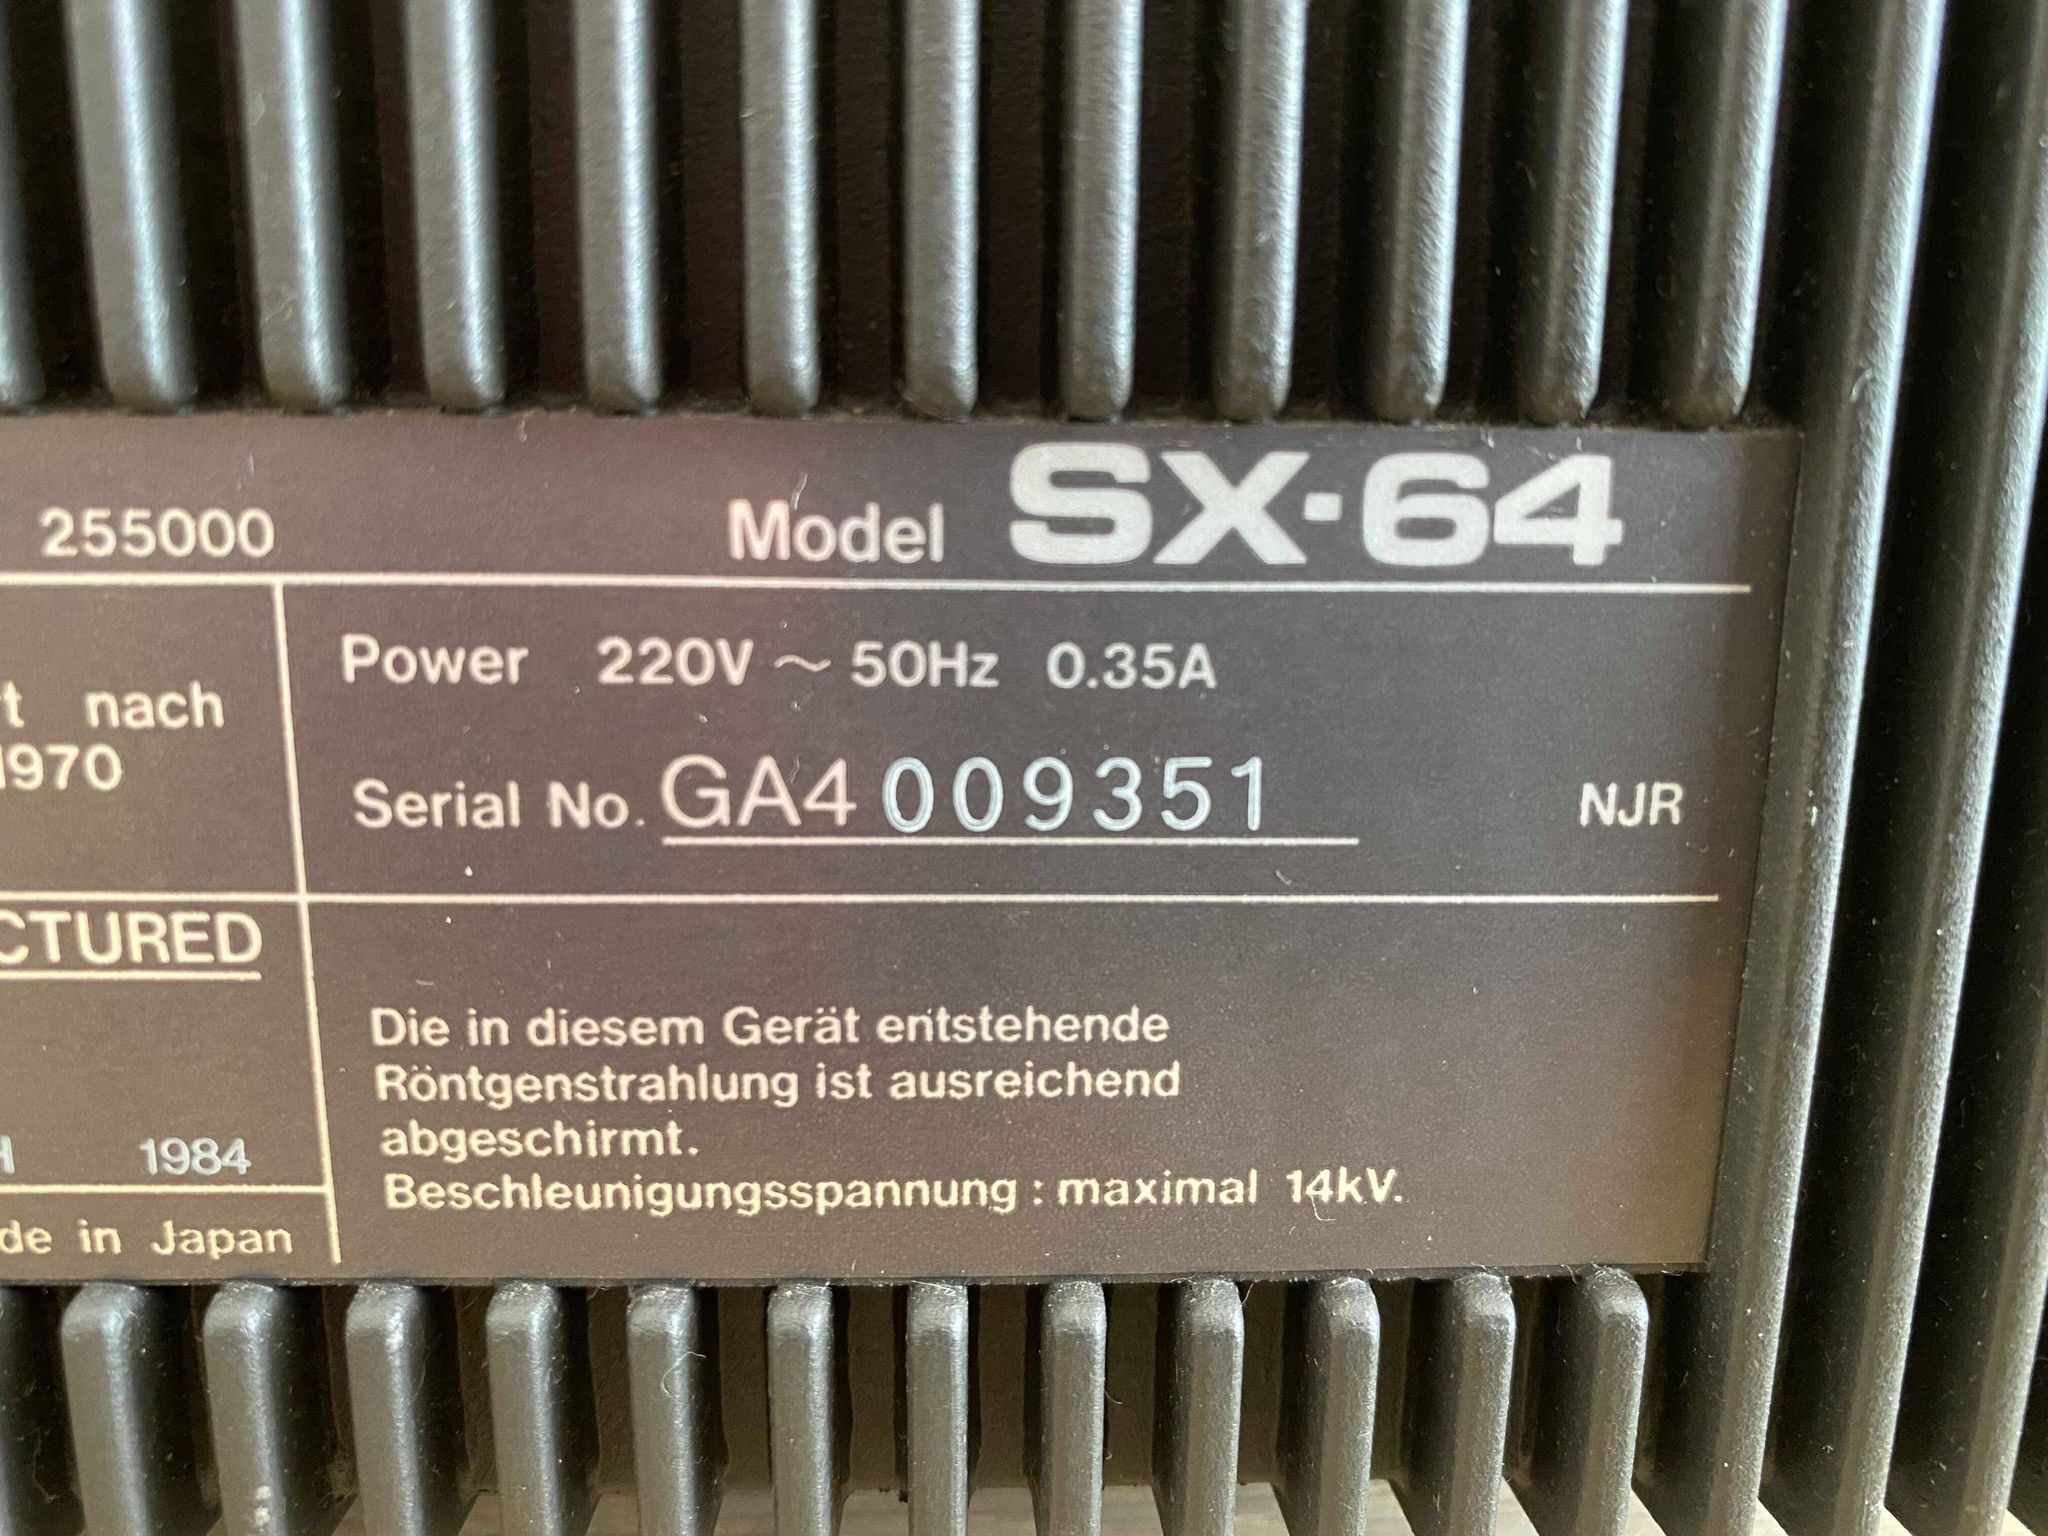 255000 Model SX-64
nach
1970
Power 220V ~ 50Hz 0.35A
Serial No. GA4 009351 NJR
CTURED
1984
de in Japan
Die in diesem Gerät entstehende
Röntgenstrahlung ist ausreichend
abgeschirmt.
Beschleunigungsspannung : maximal 14kV.